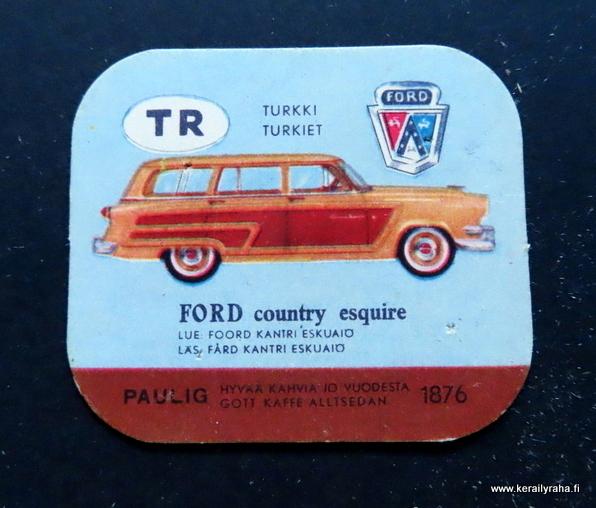 TR
TURKKI
TURKIET
FORD
FORD country esquire
LUE: FOORD KANTRI ESKUAIÖ
LÄS: FÅRD KANTRI ESKUAIÖ
PAULIG HYVÄÄ KAHVIA JO VUODESTA 1876
GOTT KAFFE ALLTSEDAN
www.kerailyraha.fi